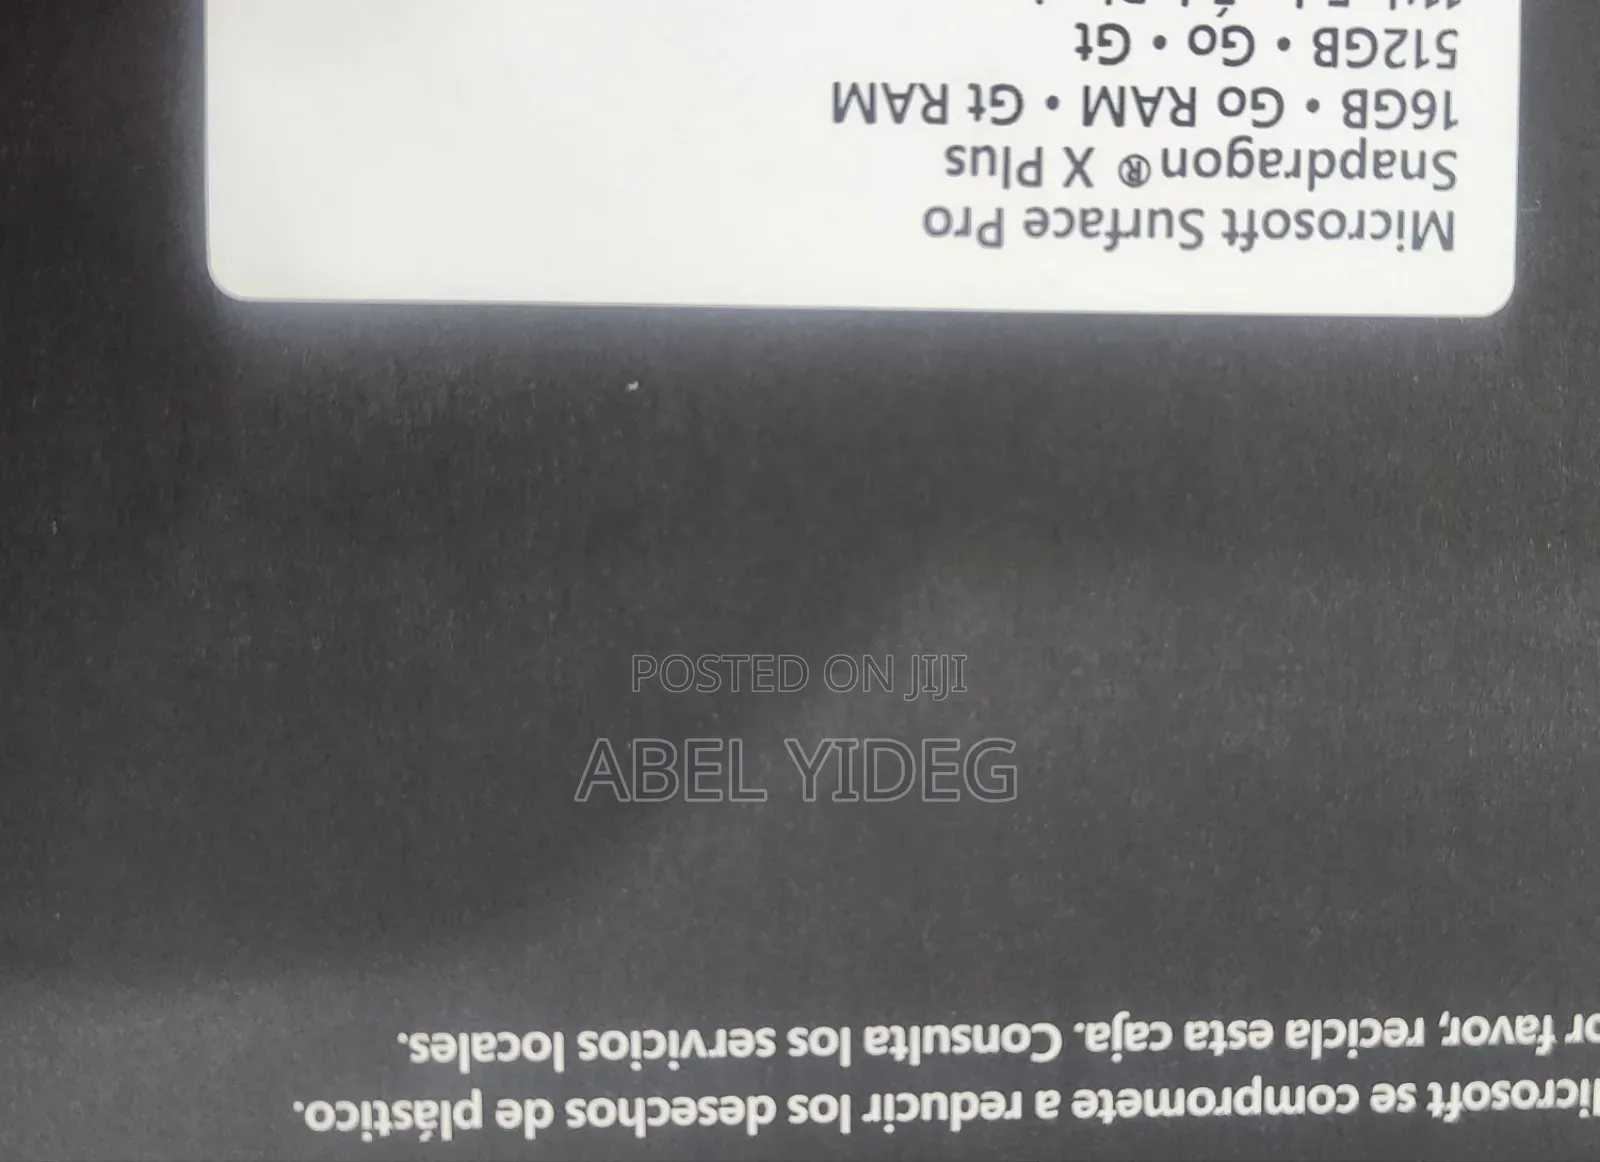 Microsoft se compromete a reducir los desechos de plástico.
or favor, recicla esta caja. Consulta los servicios locales.
Microsoft Surface Pro
Snapdragon® X Plus
16GB • Go RAM • Gt RAM
512GB • Go • Gt
POSTED ON JIJI
ABEL YIDEG